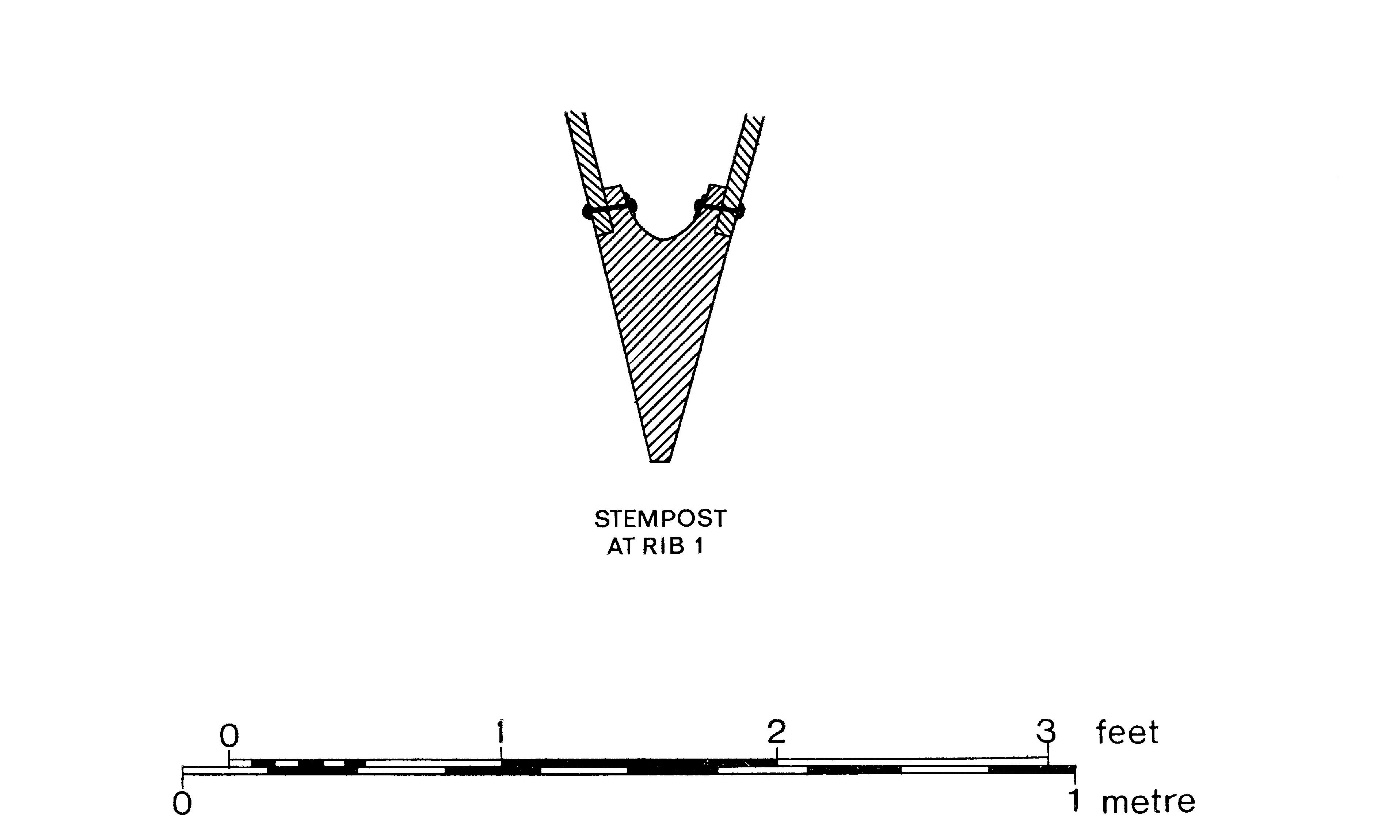 STEMPOST
AT RIB 1
0 1 2 3 feet
0 1 metre